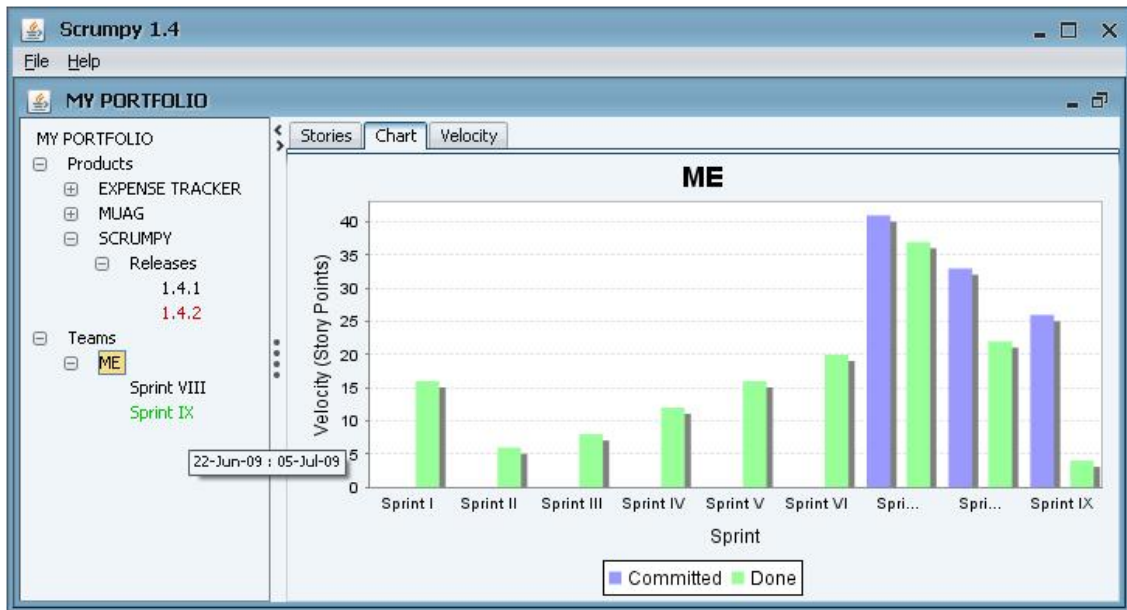 Scrumpy 1.4
File Help
MY PORTFOLIO
MY PORTFOLIO
Products
EXPENSE TRACKER
MUAG
SCRUMPY
Releases
1.4.1
1.4.2
Teams
ME
Sprint VIII
Sprint IX
22-Jun-09 : 05-Jul-09
Stories Chart Velocity
ME
Velocity (Story Points)
40
35
30
25
20
15
10
5
0
Sprint I Sprint II Sprint III Sprint IV Sprint V Sprint VI Spri... Spri... Sprint IX
Sprint
Committed Done